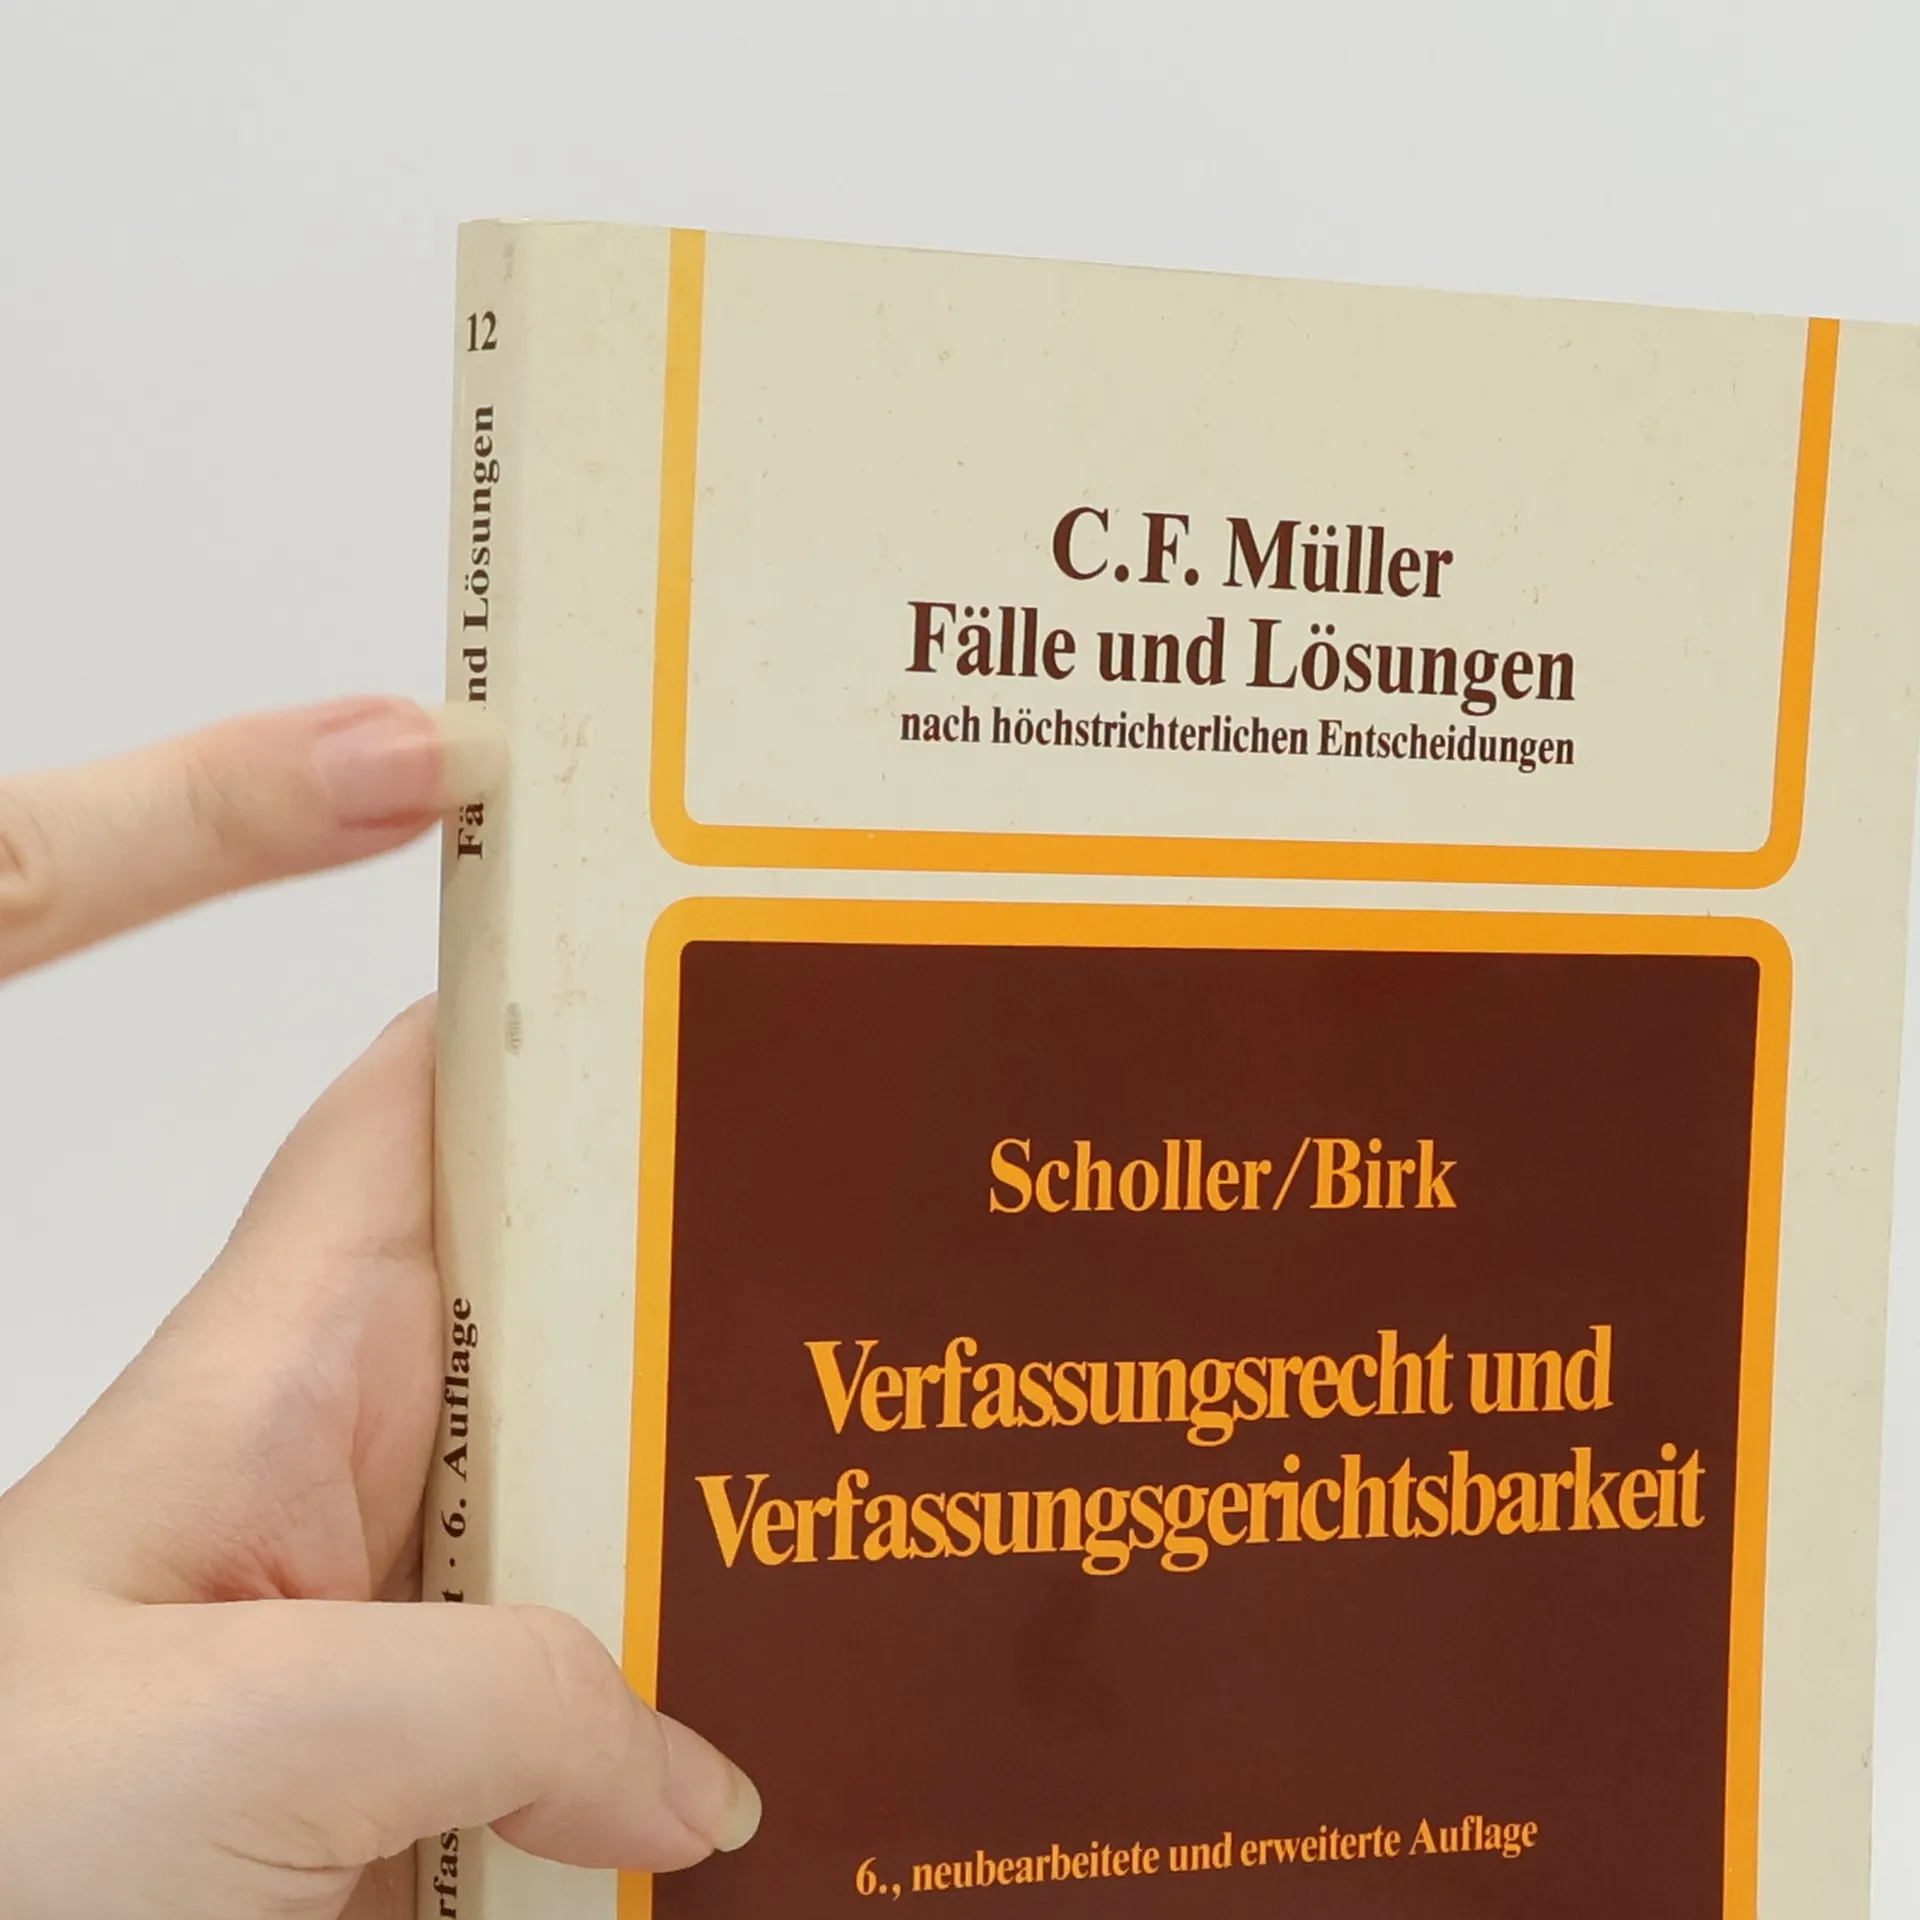 12
Lösungen
C.F. Müller
Fälle und Lösungen
nach höchstrichterlichen Entscheidungen
Scholler/Birk
Verfassungsrecht und
Verfassungsgerichtsbarkeit
6., neubearbeitete und erweiterte Auflage
· 6. Auflage